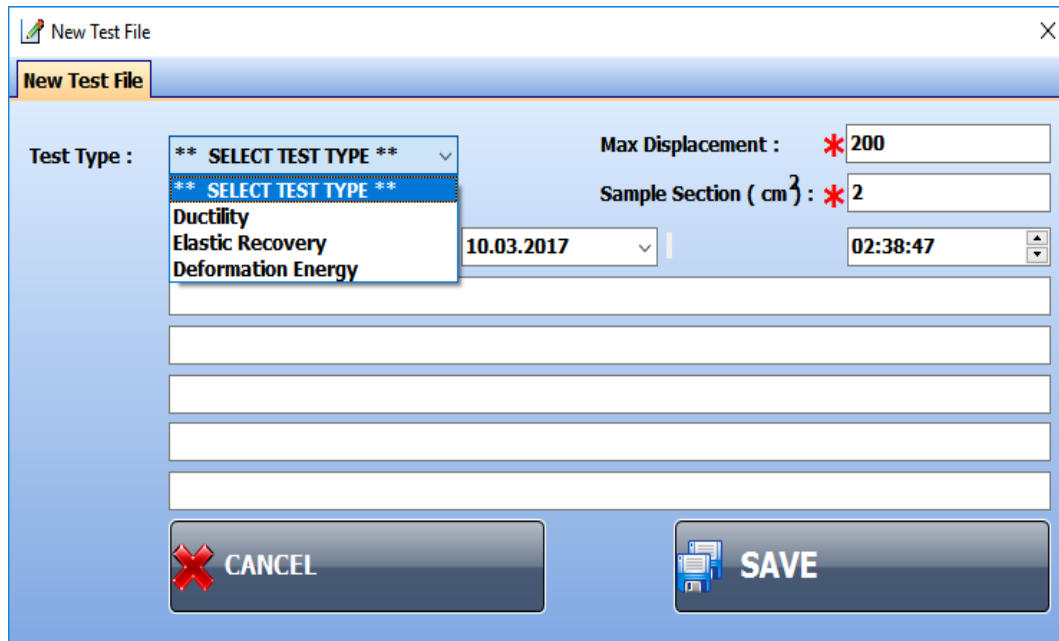 New Test File
New Test File
Test Type :
** SELECT TEST TYPE **
Max Displacement :
* 200
** SELECT TEST TYPE **
Sample Section ( cm2) :
* 2
Ductility
Elastic Recovery
Deformation Energy
10.03.2017
02:38:47
CANCEL
SAVE